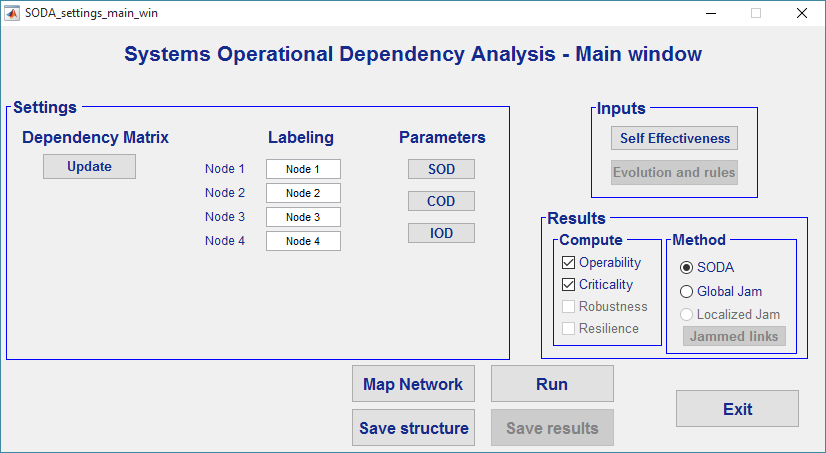 SODA_settings_main_win
Systems Operational Dependency Analysis - Main window
Settings
Dependency Matrix
Update
Labeling
Node 1 Node 1
Node 2 Node 2
Node 3 Node 3
Node 4 Node 4
Parameters
SOD
COD
IOD
Inputs
Self Effectiveness
Evolution and rules
Results
Compute
Operability
Criticality
Robustness
Resilience
Method
SODA
Global Jam
Localized Jam
Jammed links
Map Network
Run
Save structure
Save results
Exit